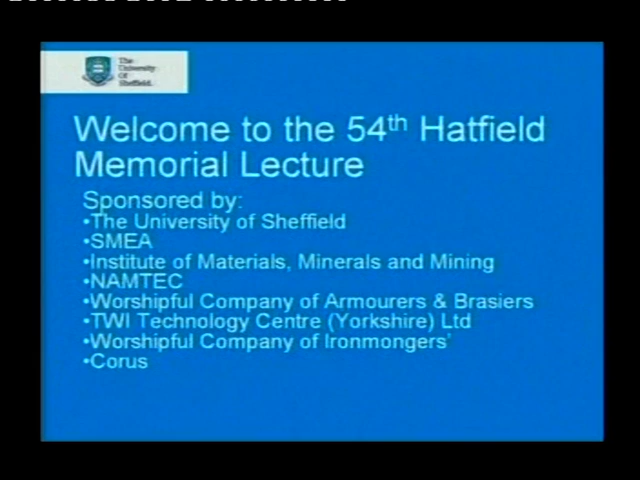 The
University
Of
Sheffield.
Welcome to the 54th Hatfield
Memorial Lecture
Sponsored by:
•The University of Sheffield
•SMEA
•Institute of Materials, Minerals and Mining
•NAMTEC
•Worshipful Company of Armourers & Brasiers
•TWI Technology Centre (Yorkshire) Ltd
•Worshipful Company of Ironmongers'
•Corus